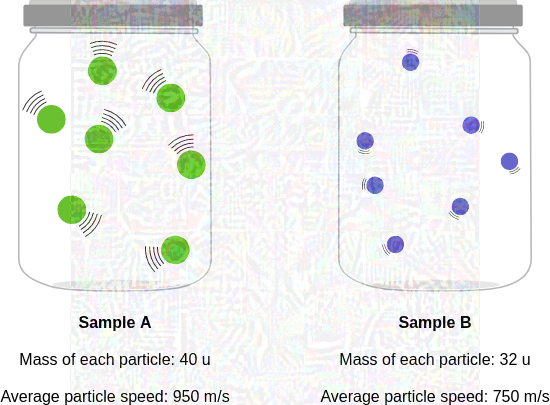 Sample A
Sample B
Mass of each particle: 40 u
Mass of each particle: 32 u
Average particle speed: 950 m/s
Average particle speed: 750 m/s